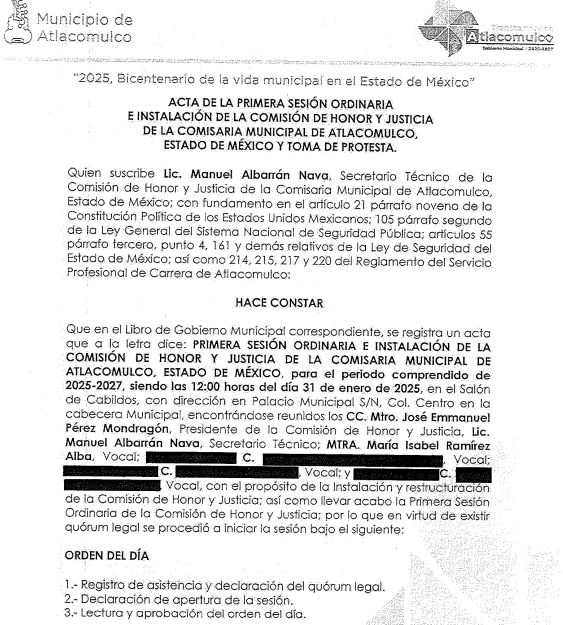 Municipio de
Atlacomulco
Transformando
Atlacomulco
Gobierno Municipal - 2025-2027
"2025, Bicentenario de la vida municipal en el Estado de México"
ACTA DE LA PRIMERA SESIÓN ORDINARIA
E INSTALACIÓN DE LA COMISIÓN DE HONOR Y JUSTICIA
DE LA COMISARIA MUNICIPAL DE ATLACOMULCO,
ESTADO DE MÉXICO Y TOMA DE PROTESTA.
Quien suscribe Lic. Manuel Albarrán Nava, Secretario Técnico de la
Comisión de Honor y Justicia de la Comisaria Municipal de Atlacomulco,
Estado de México; con fundamento en el artículo 21 párrafo noveno de la
Constitución Política de los Estados Unidos Mexicanos; 105 párrafo segundo
de la Ley General del Sistema Nacional de Seguridad Pública; artículos 55
párrafo tercero, punto 4, 161 y demás relativos de la Ley de Seguridad del
Estado de México; así como 214, 215, 217 y 220 del Reglamento del Servicio
Profesional de Carrera de Atlacomulco:
HACE CONSTAR
Que en el Libro de Gobierno Municipal correspondiente, se registra un acta
que a la letra dice: PRIMERA SESIÓN ORDINARIA E INSTALACIÓN DE LA
COMISIÓN DE HONOR Y JUSTICIA DE LA COMISARIA MUNICIPAL DE
ATLACOMULCO, ESTADO DE MÉXICO, para el periodo comprendido de
2025-2027, siendo las 12:00 horas del día 31 de enero de 2025, en el Salón
de Cabildos, con dirección en Palacio Municipal S/N, Col. Centro en la
cabecera Municipal, encontrándose reunidos los CC. Mtro. José Emmanuel
Pérez Mondragón, Presidente de la Comisión de Honor y Justicia, Lic.
Manuel Albarrán Nava, Secretario Técnico; MTRA. María Isabel Ramírez
Alba, Vocal; C. , Vocal;
C. , Vocal; y C.
, Vocal, con el propósito de la Instalación y restructuración
de la Comisión de Honor y Justicia; así como llevar acabo la Primera Sesión
Ordinaria de la Comisión de Honor y Justicia; por lo que en virtud de existir
quórum legal se procedió a iniciar la sesión bajo el siguiente:
ORDEN DEL DÍA
1.- Registro de asistencia y declaración del quórum legal.
2.- Declaración de apertura de la sesión.
3.- Lectura y aprobación del orden del día.